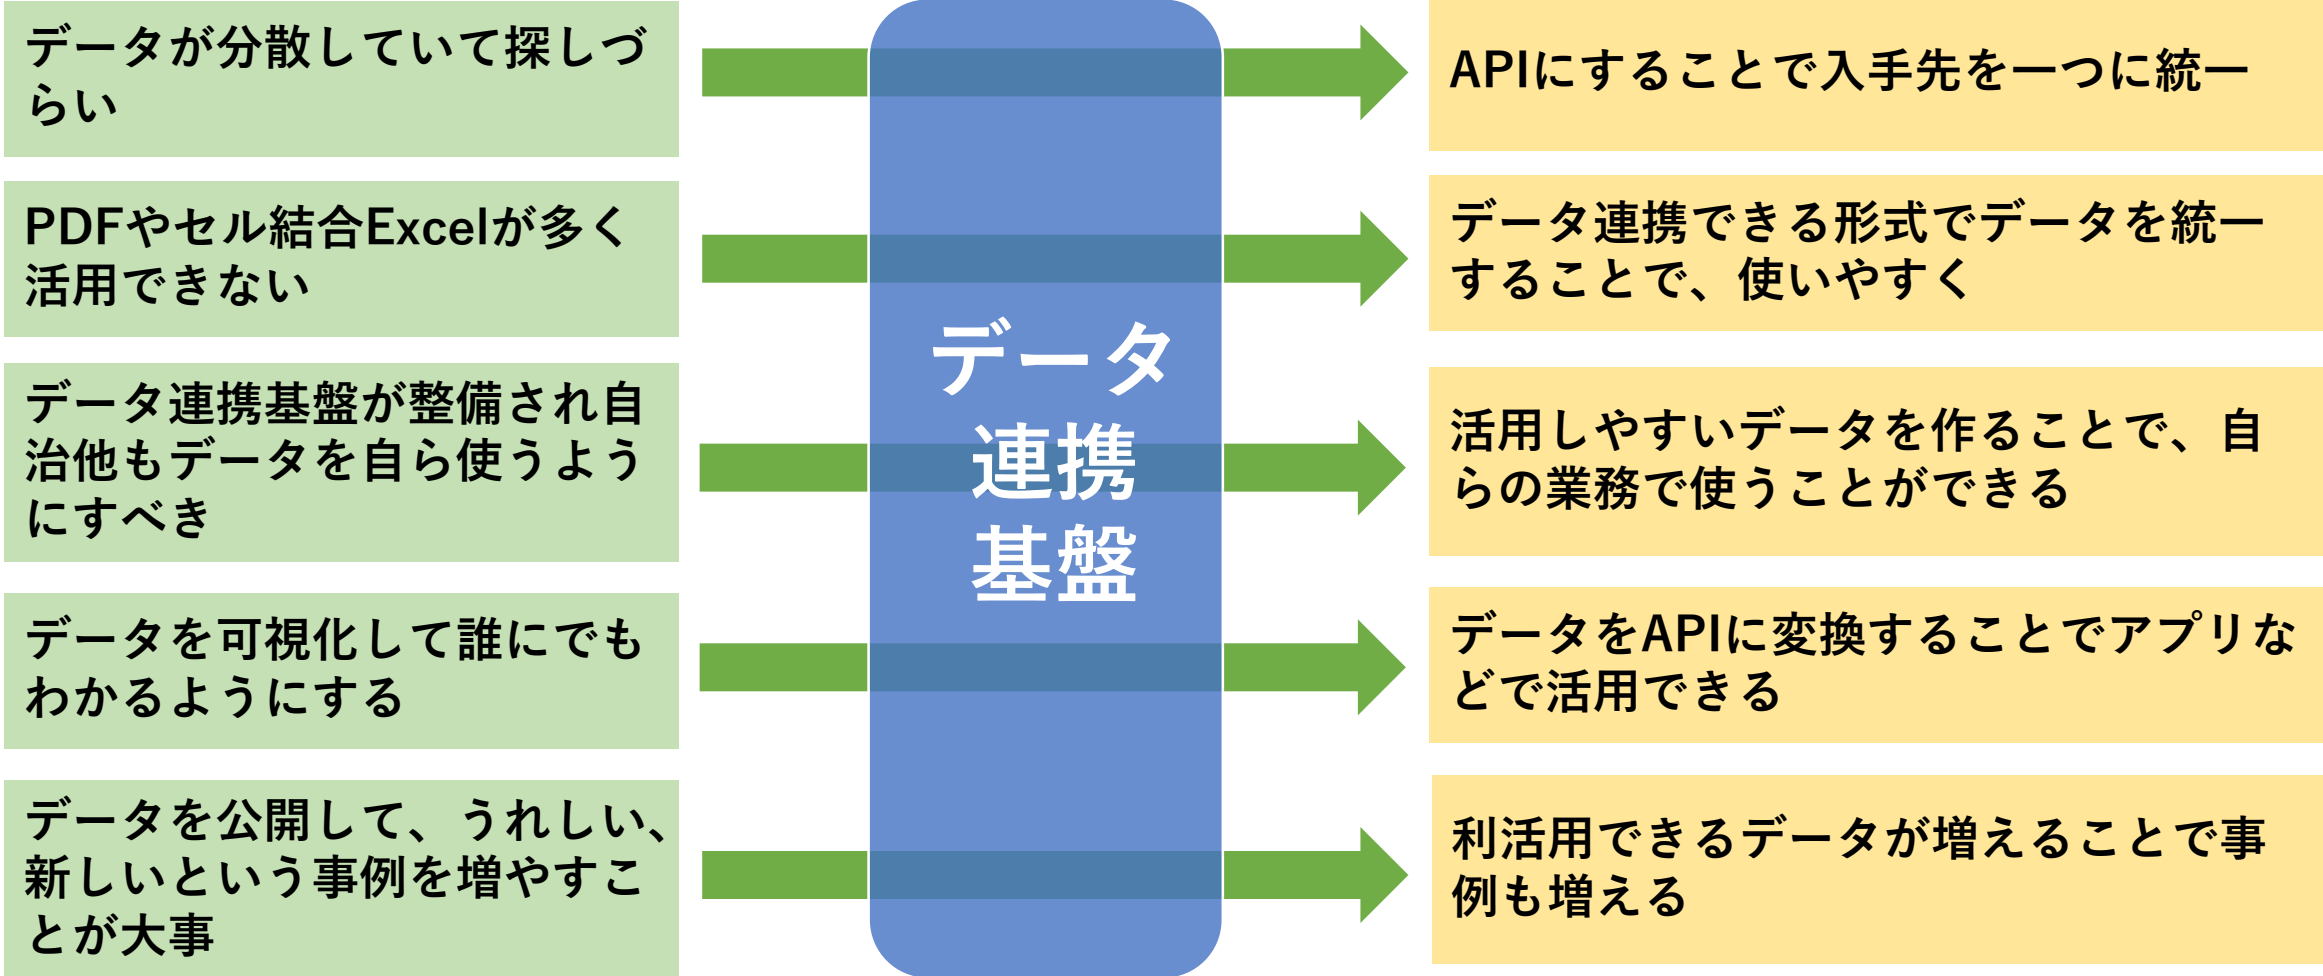 データが分散していて探しづ
らい
APIにすることで入手先を一つに統一
PDFやセル結合Excelが多く
活用できない
データ連携できる形式でデータを統一
することで、使いやすく
データ連携基盤が整備され自
治他もデータを自ら使うよう
にすべき
活用しやすいデータを作ることで、自
らの業務で使うことができる
データを可視化して誰にでも
わかるようにする
データをAPIに変換することでアプリな
どで活用できる
データを公開して、うれしい、
新しいという事例を増やすこ
とが大事
利活用できるデータが増えることで事
例も増える
データ
連携
基盤